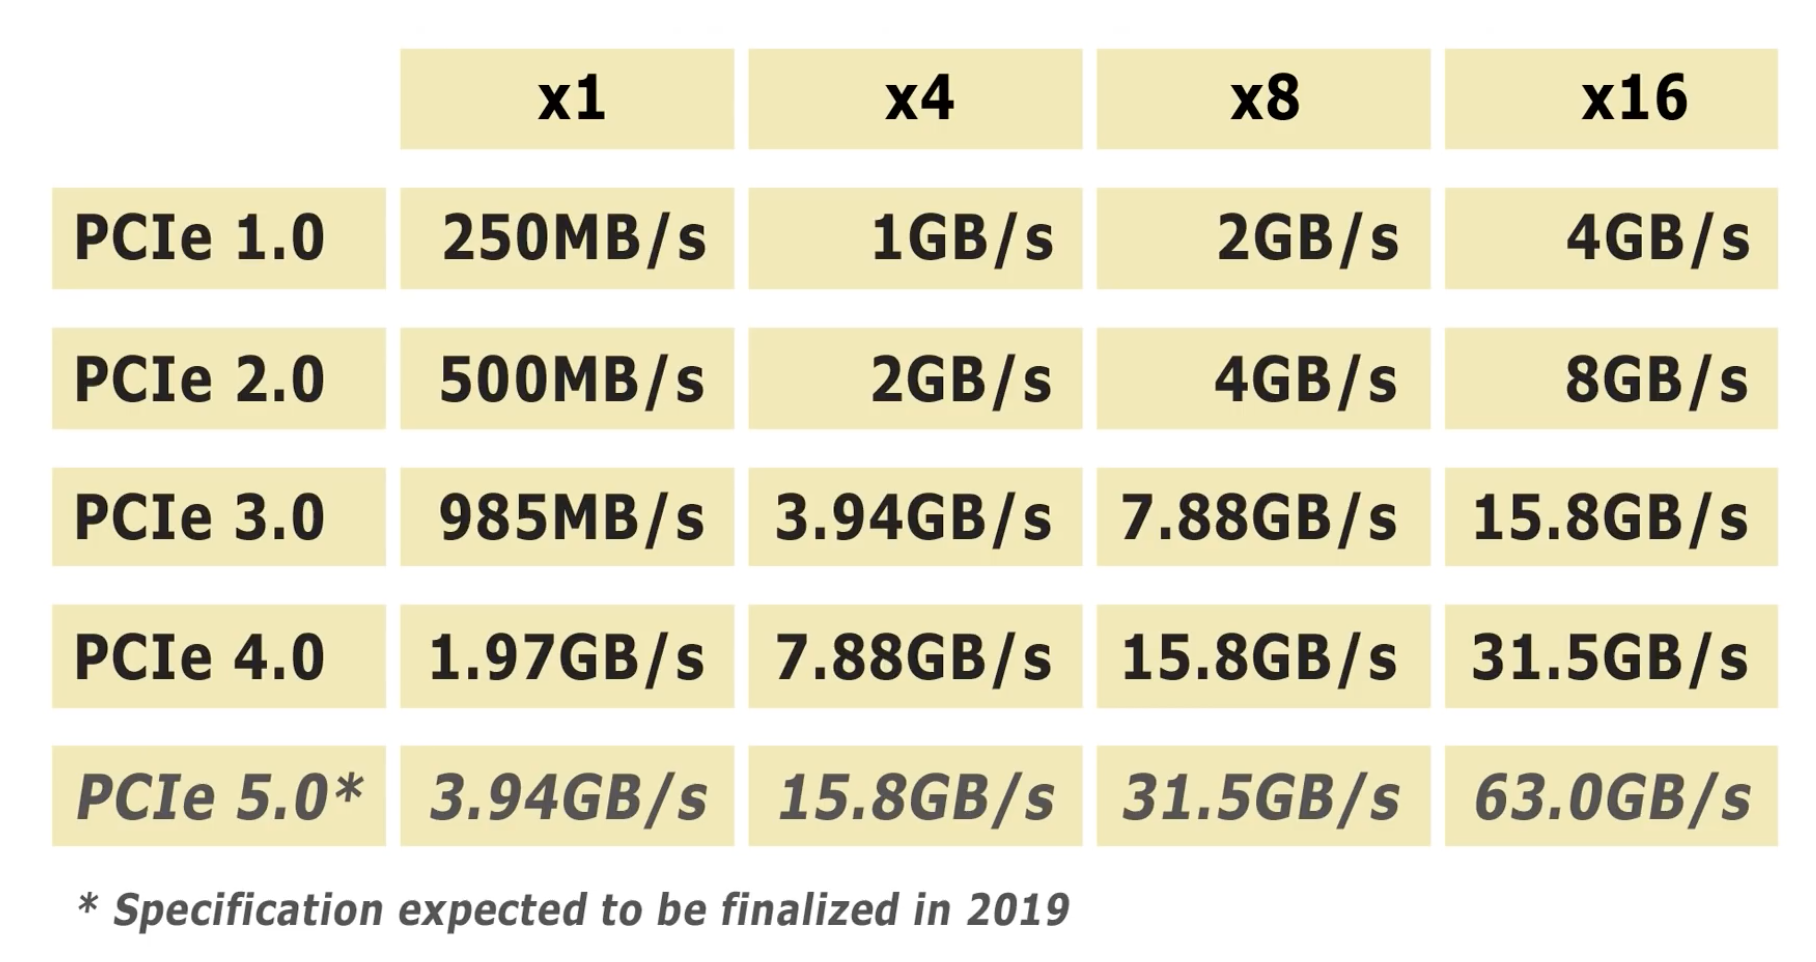 x1 x4 x8 x16
PCIe 1.0 250MB/s 1GB/s 2GB/s 4GB/s
PCIe 2.0 500MB/s 2GB/s 4GB/s 8GB/s
PCIe 3.0 985MB/s 3.94GB/s 7.88GB/s 15.8GB/s
PCIe 4.0 1.97GB/s 7.88GB/s 15.8GB/s 31.5GB/s
PCIe 5.0* 3.94GB/s 15.8GB/s 31.5GB/s 63.0GB/s
* Specification expected to be finalized in 2019